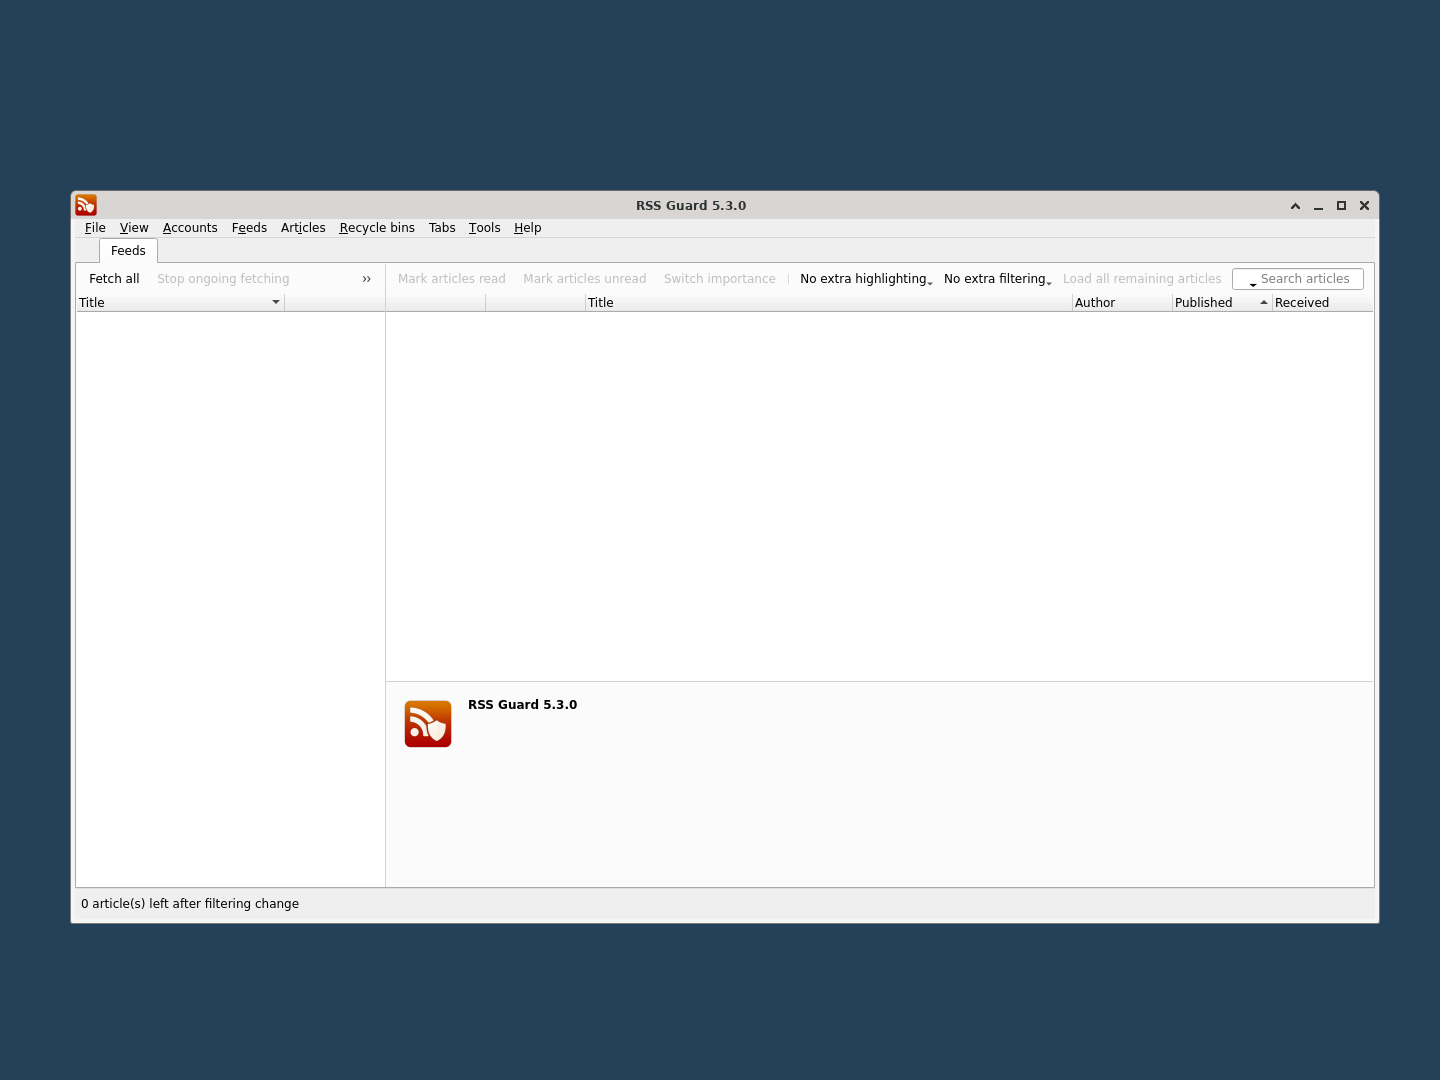 RSS Guard 5.3.0
File View Accounts Feeds Articles Recycle bins Tabs Tools Help
Feeds
Fetch all Stop ongoing fetching ›› Mark articles read Mark articles unread Switch importance No extra highlighting No extra filtering Load all remaining articles Search articles
Title Title Author Published Received
RSS Guard 5.3.0
0 article(s) left after filtering change